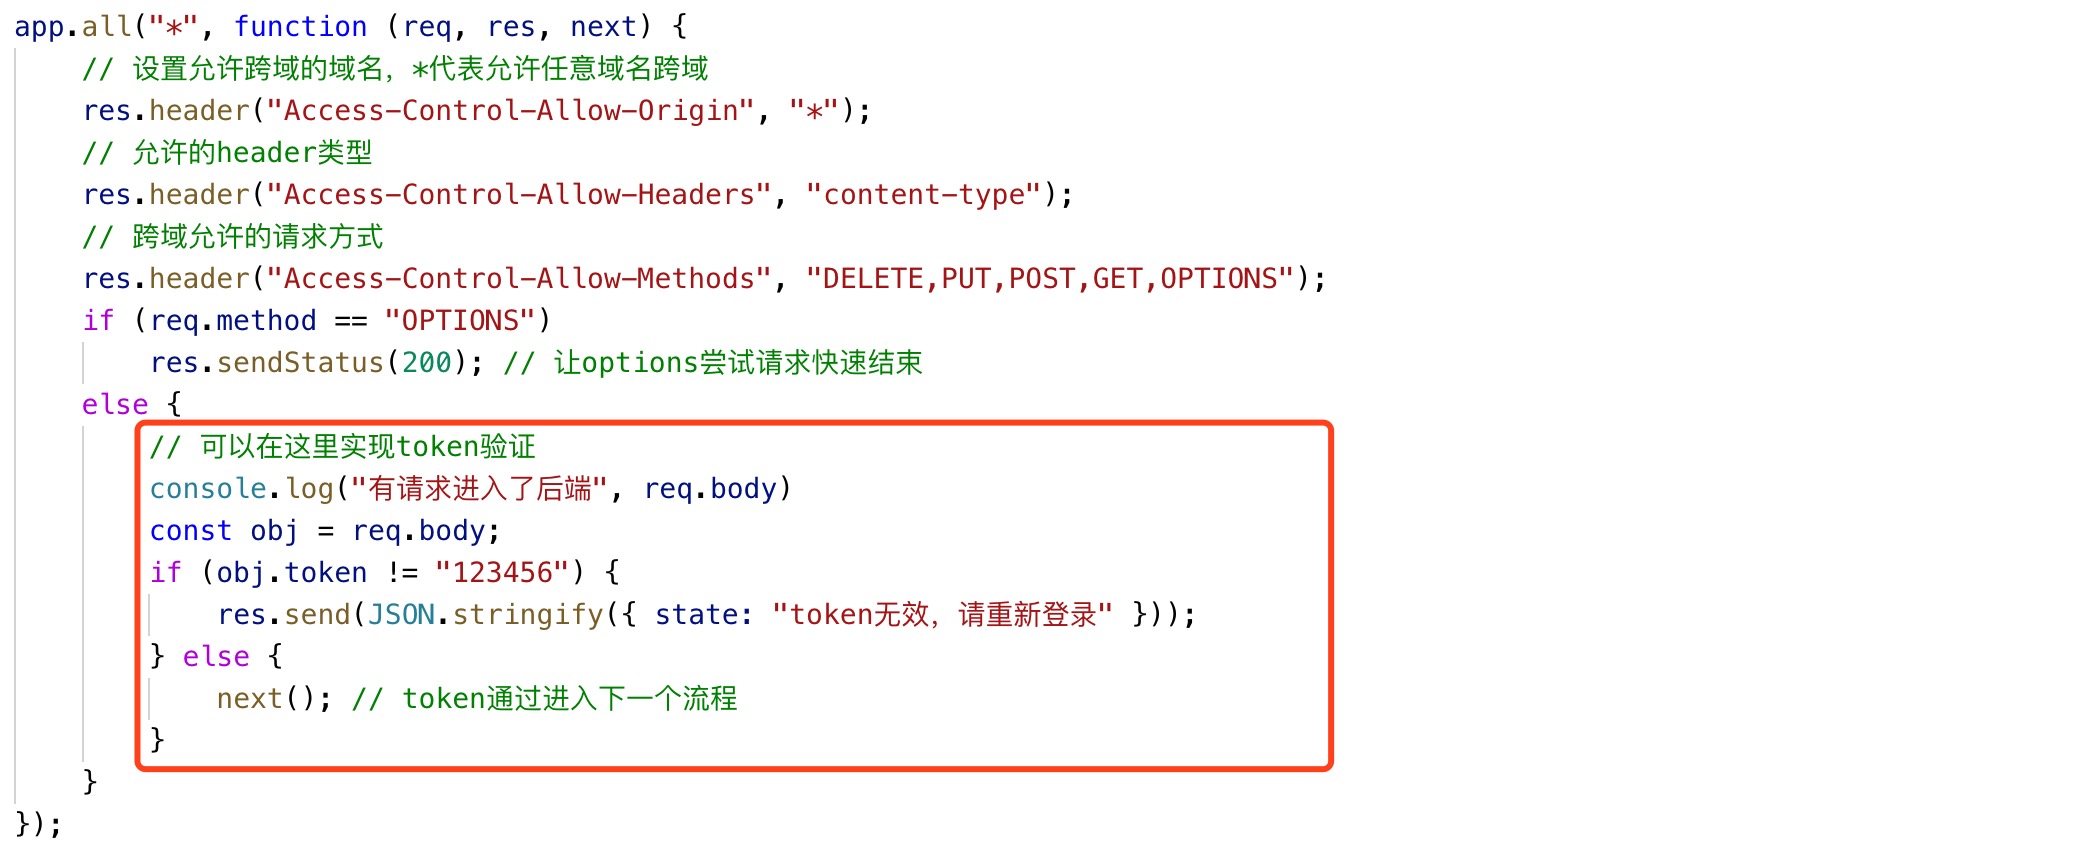 app.all("*", function (req, res, next) {
// 设置允许跨域的域名，*代表允许任意域名跨域
res.header("Access-Control-Allow-Origin", "*");
// 允许的header类型
res.header("Access-Control-Allow-Headers", "content-type");
// 跨域允许的请求方式
res.header("Access-Control-Allow-Methods", "DELETE,PUT,POST,GET,OPTIONS");
if (req.method == "OPTIONS")
res.sendStatus(200); // 让options尝试请求快速结束
else {
// 可以在这里实现token验证
console.log("有请求进入了后端", req.body)
const obj = req.body;
if (obj.token != "123456") {
res.send(JSON.stringify({ state: "token无效，请重新登录" }));
} else {
next(); // token通过进入下一个流程
}
}
});